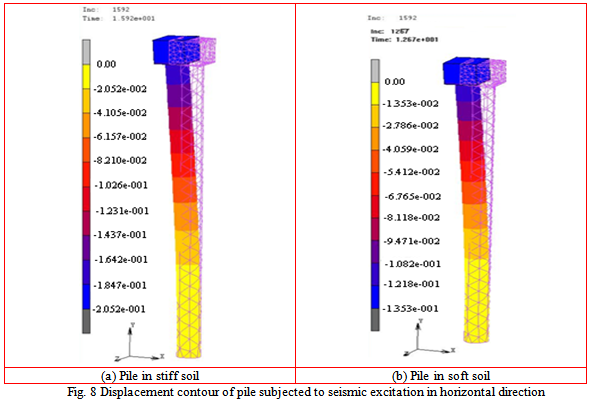 Inc: 1592
Time: 1.592e+001
0.00
-2.052e-002
-4.105e-002
-6.157e-002
-8.210e-002
-1.026e-001
-1.231e-001
-1.437e-001
-1.642e-001
-1.847e-001
-2.052e-001
Y
Z X
(a) Pile in stiff soil
Inc: 1592
Inc: 1267
Time: 1.267e+001
0.00
-1.353e-002
-2.786e-002
-4.059e-002
-5.412e-002
-6.765e-002
-8.118e-002
-9.471e-002
-1.082e-001
-1.218e-001
-1.353e-001
Y
Z X
(b) Pile in soft soil
Fig. 8 Displacement contour of pile subjected to seismic excitation in horizontal direction